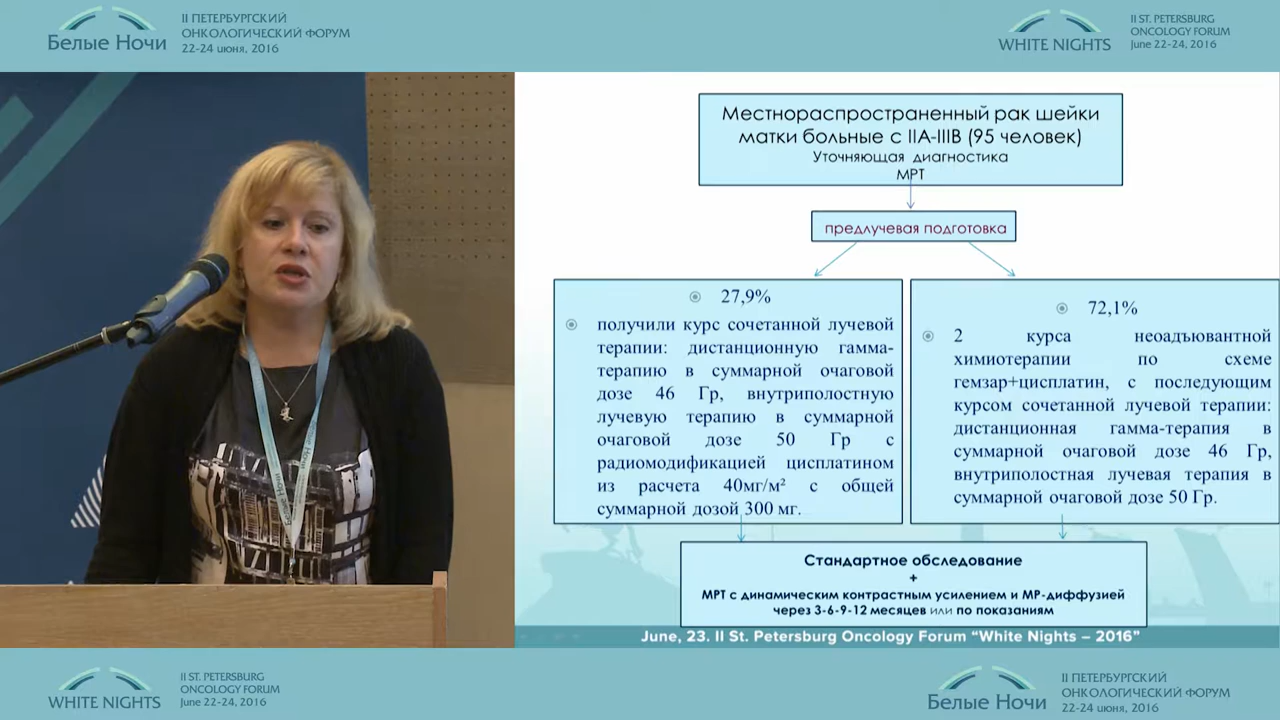 Белые Ночи
II ПЕТЕРБУРГСКИЙ
ОНКОЛОГИЧЕСКИЙ ФОРУМ
22-24 июня, 2016
WHITE NIGHTS
II ST. PETERSBURG
ONCOLOGY FORUM
June 22-24, 2016
Местнораспространенный рак шейки
матки больные с IIА-IIIВ (95 человек)
Уточняющая диагностика
МРТ
предлучевая подготовка
27,9%
получили курс сочетанной лучевой
терапии: дистанционную гамма-
терапию в суммарной очаговой
дозе 46 Гр, внутриполостную
лучевую терапию в суммарной
очаговой дозе 50 Гр с
радиомодификацией цисплатином
из расчета 40мг/м² с общей
суммарной дозой 300 мг.
72,1%
2 курса неоадъювантной
химиотерапии по схеме
гемзар+цисплатин, с последующим
курсом сочетанной лучевой терапии:
дистанционная гамма-терапия в
суммарной очаговой дозе 46 Гр,
внутриполостная лучевая терапия в
суммарной очаговой дозе 50 Гр.
Стандартное обследование
+
МРТ с динамическим контрастным усилением и МР-диффузией
через 3-6-9-12 месяцев или по показаниям
June, 23. II St. Petersburg Oncology Forum “White Nights – 2016”
WHITE NIGHTS
II ST. PETERSBURG
ONCOLOGY FORUM
June 22-24, 2016
Белые Ночи
II ПЕТЕРБУРГСКИЙ
ОНКОЛОГИЧЕСКИЙ ФОРУМ
22-24 июня, 2016